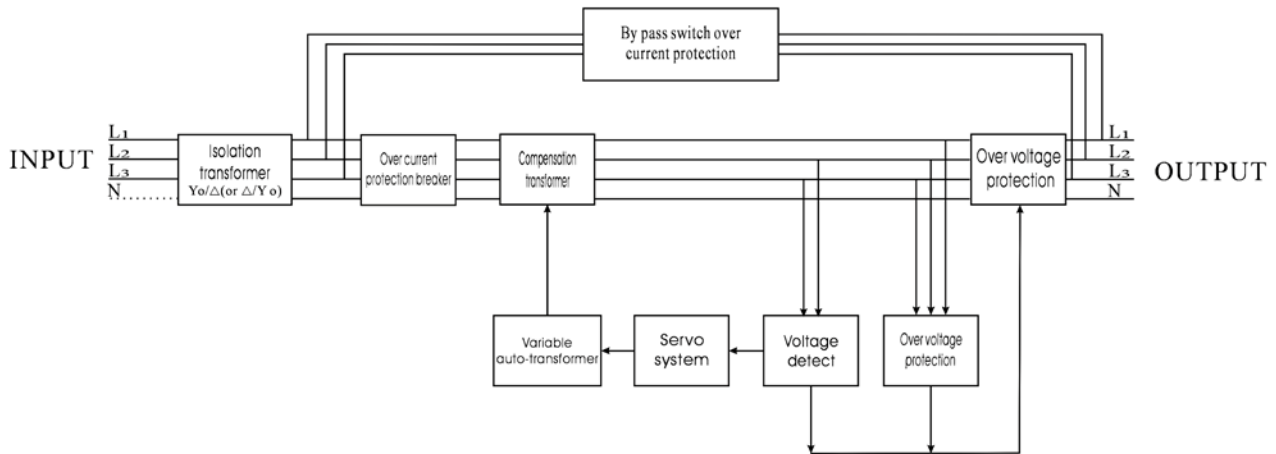 By pass switch over
current protection
INPUT
L1
L2
L3
N
Isolation
transformer
Yo/△(or △/Yo)
Over current
protection breaker
Compensation
transformer
Over voltage
protection
L1
L2
L3
N
OUTPUT
Variable
auto-transformer
Servo
system
Voltage
detect
Over voltage
protection